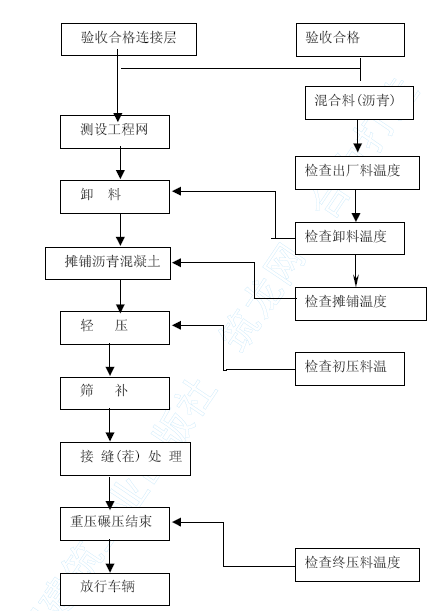 验收合格连接层
验收合格
混合料(沥青)
测设工程网
检查出厂料温度
卸 料
检查卸料温度
摊铺沥青混凝土
检查摊铺温度
轻 压
检查初压料温
筛 补
接 缝(茬) 处 理
重压碾压结束
检查终压料温度
放行车辆